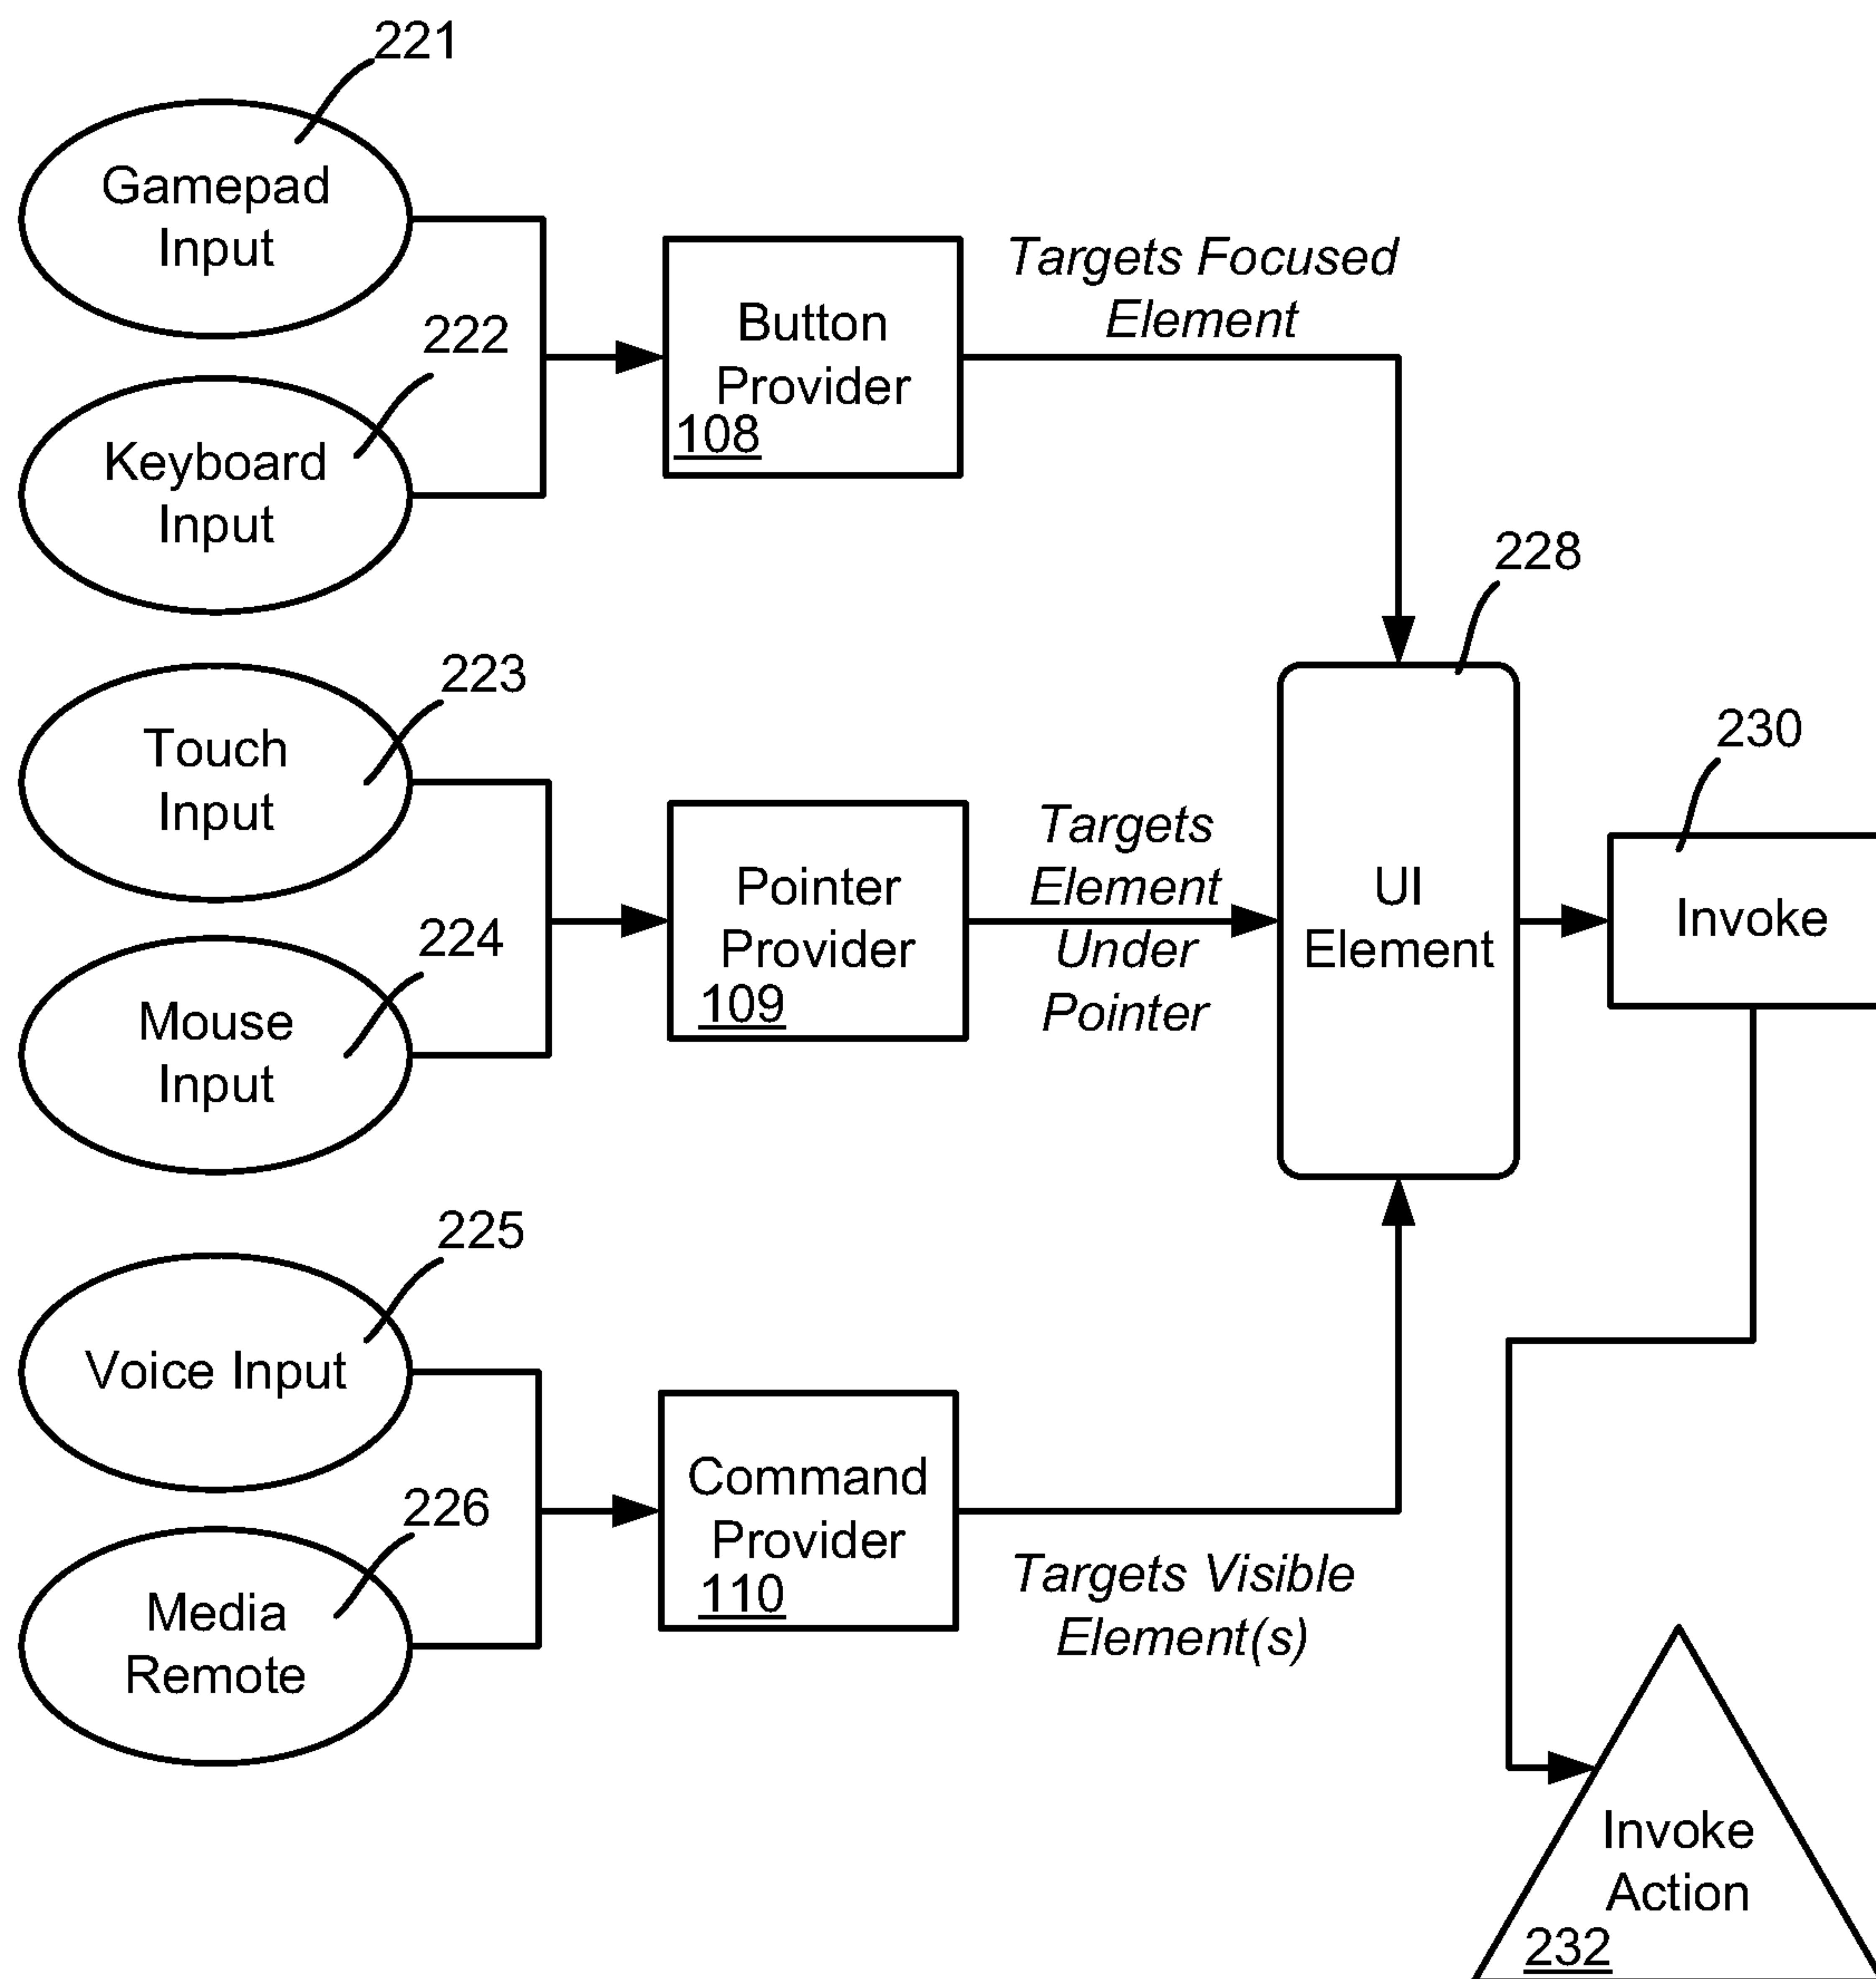 221
Gamepad
Input
222
Keyboard
Input
Button
Provider
108
Targets Focused
Element
223
Touch
Input
224
Mouse
Input
Pointer
Provider
109
Targets
Element
Under
Pointer
228
UI
Element
230
Invoke
225
Voice Input
226
Media
Remote
Command
Provider
110
Targets Visible
Element(s)
Invoke
Action
232